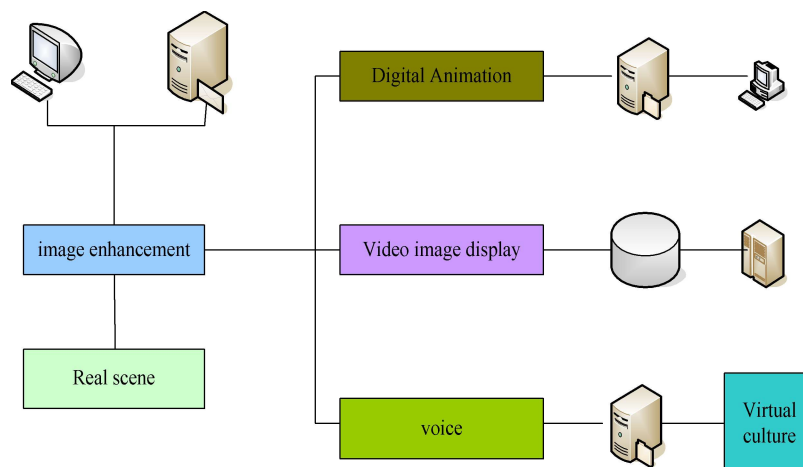 Digital Animation
image enhancement
Video image display
Real scene
voice
Virtual
culture